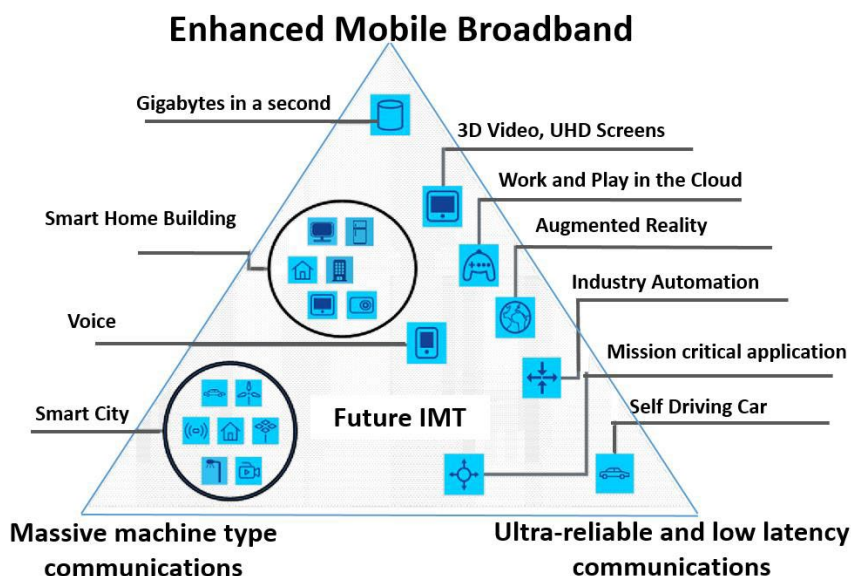 Enhanced Mobile Broadband
Gigabytes in a second
3D Video, UHD Screens
Work and Play in the Cloud
Smart Home Building
Augmented Reality
Industry Automation
Voice
Mission critical application
Smart City
Future IMT
Self Driving Car
Massive machine type
communications
Ultra-reliable and low latency
communications